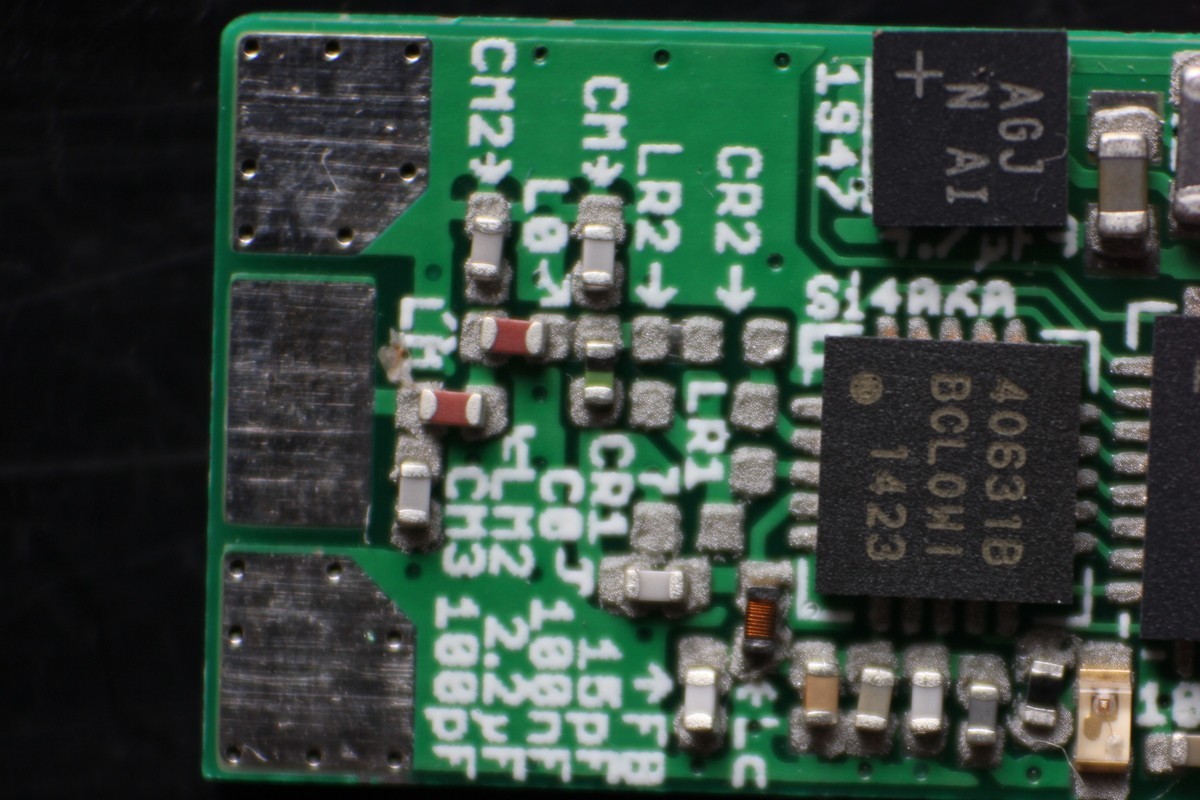 AGJ
N AI
+
1947
40631B
BCL0WI
1423
CR2→
LR1
←LC
LR2→
7
↑FB
CM→
CR1
15pF
L0
C0
100nF
CM2→
LM2
2.2µF
CM3
100pF
LM